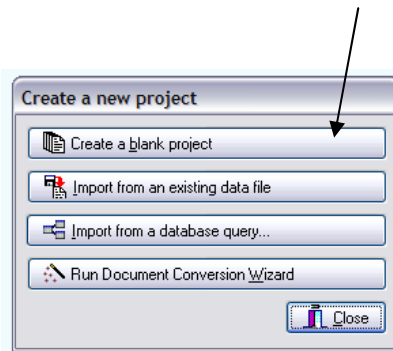 Create a new project
Create a blank project
Import from an existing data file
Import from a database query...
Run Document Conversion Wizard
Close